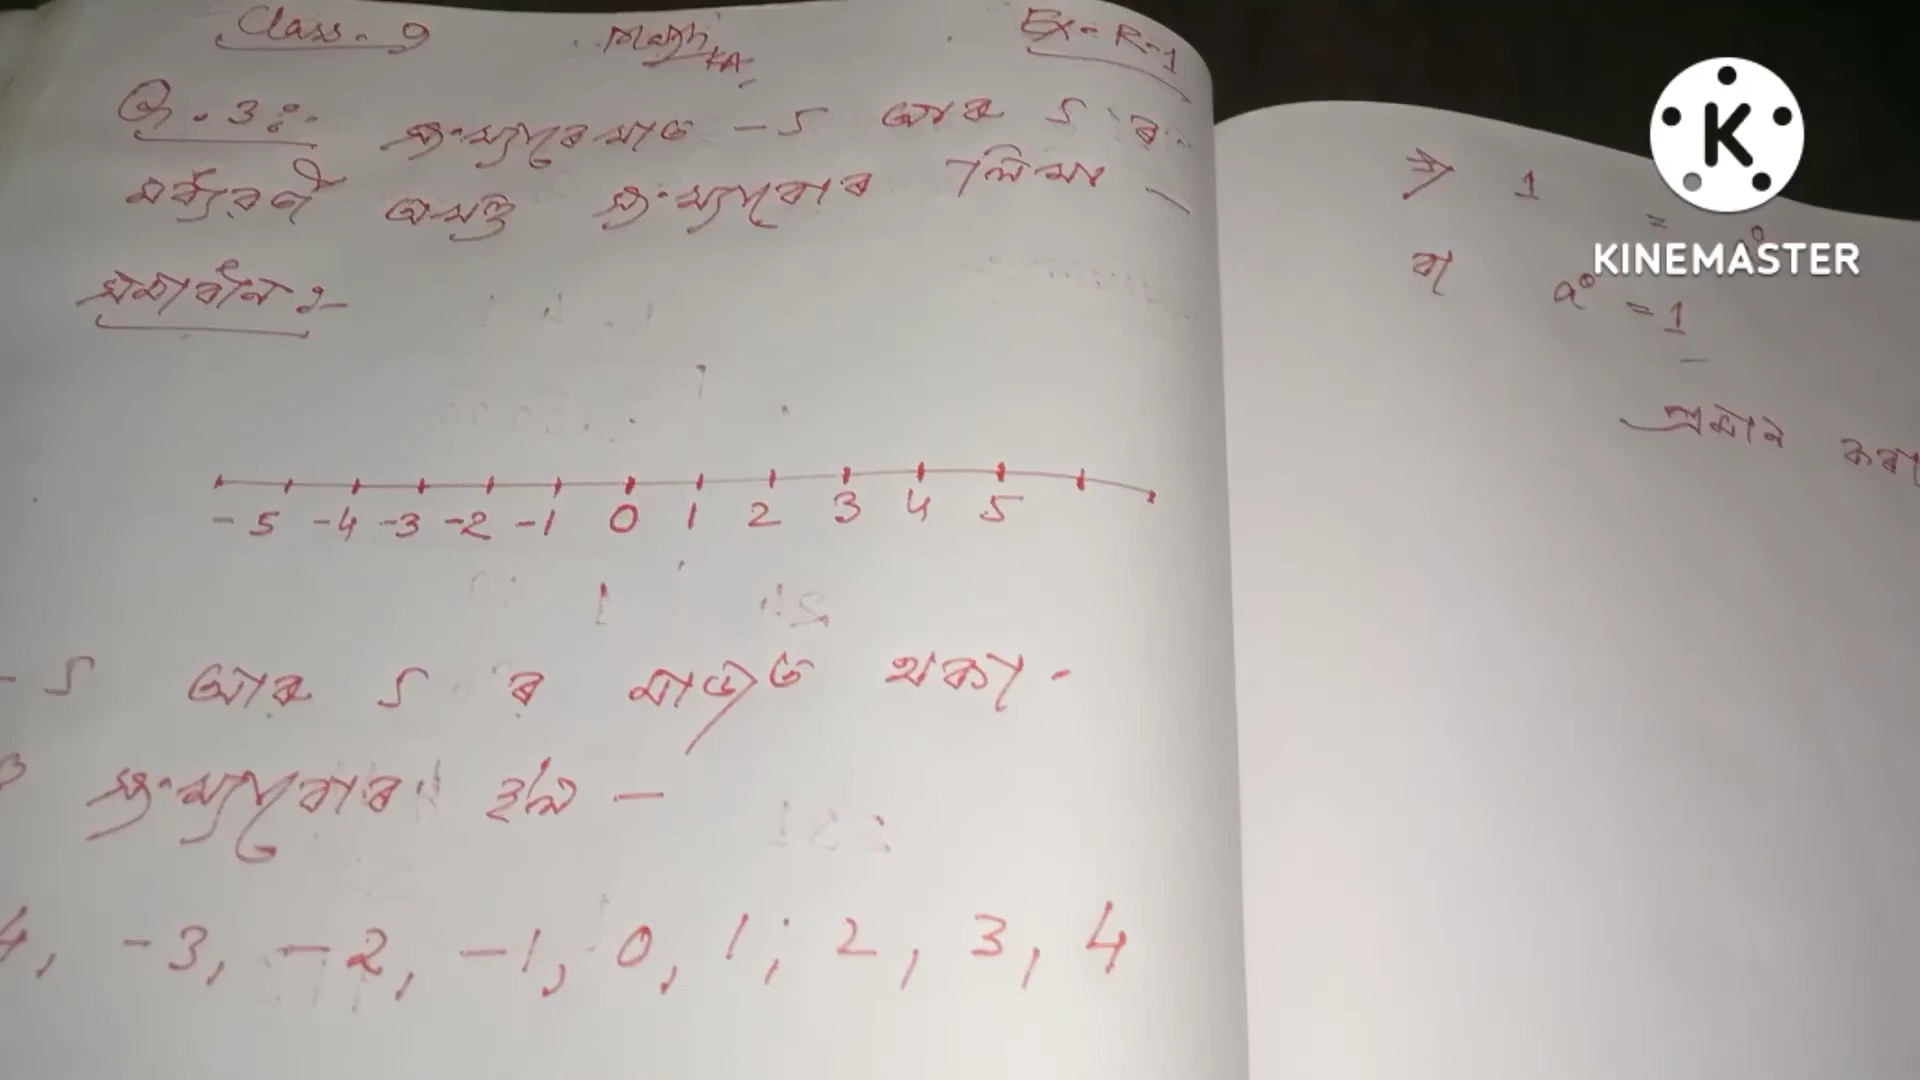 Class - 9 Math Ex - R-1
Q. 3 :- সংখ্যাৰেখাত -5 আৰু 5 ৰ
মধ্যৱৰ্তী অখণ্ড সংখ্যাবোৰ লিখা -
সমাধান :-
-5 -4 -3 -2 -1 0 1 2 3 4 5
- 5 আৰু 5 ৰ মাজত থকা -
সংখ্যাবোৰ হ'ল -
4, -3, -2, -1, 0, 1; 2, 3, 4
⇒ 1 = a⁰
বা a⁰ = 1
প্ৰমান কৰা
KINEMASTER